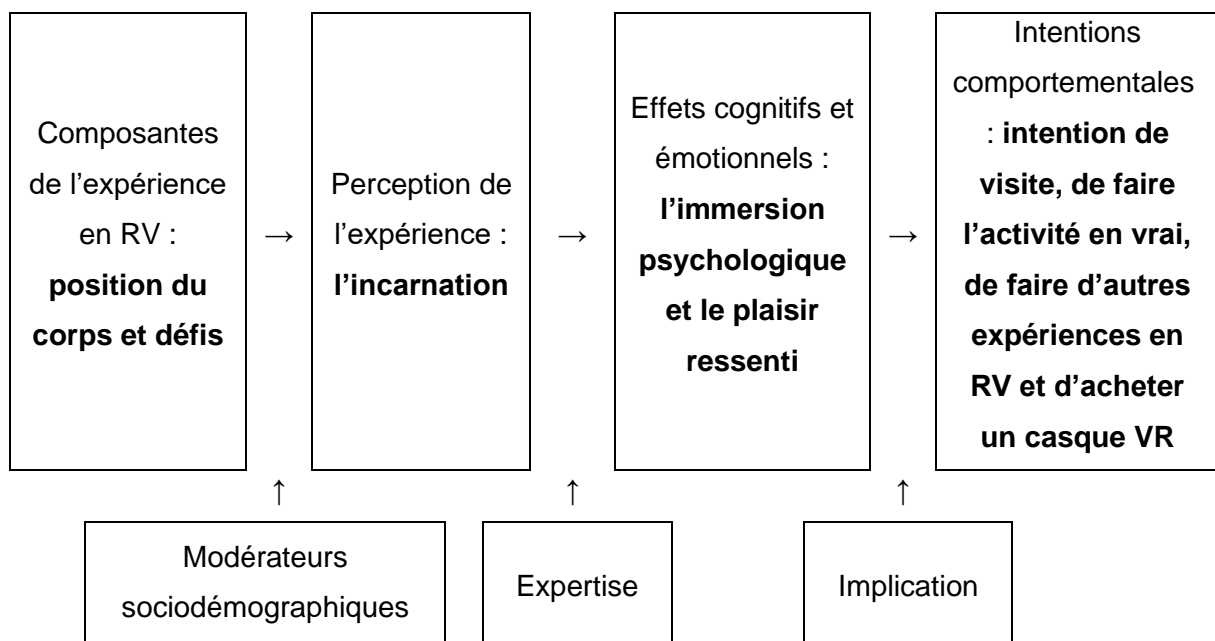 Composantes
de l’expérience
en RV :
position du
corps et défis
→
Perception de
l’expérience :
l’incarnation
→
Effets cognitifs et
émotionnels :
l’immersion
psychologique
et le plaisir
ressenti
→
Intentions
comportementales
: intention de
visite, de faire
l’activité en vrai,
de faire d’autres
expériences en
RV et d’acheter
un casque VR
↑
↑
↑
Modérateurs
sociodémographiques
Expertise
Implication